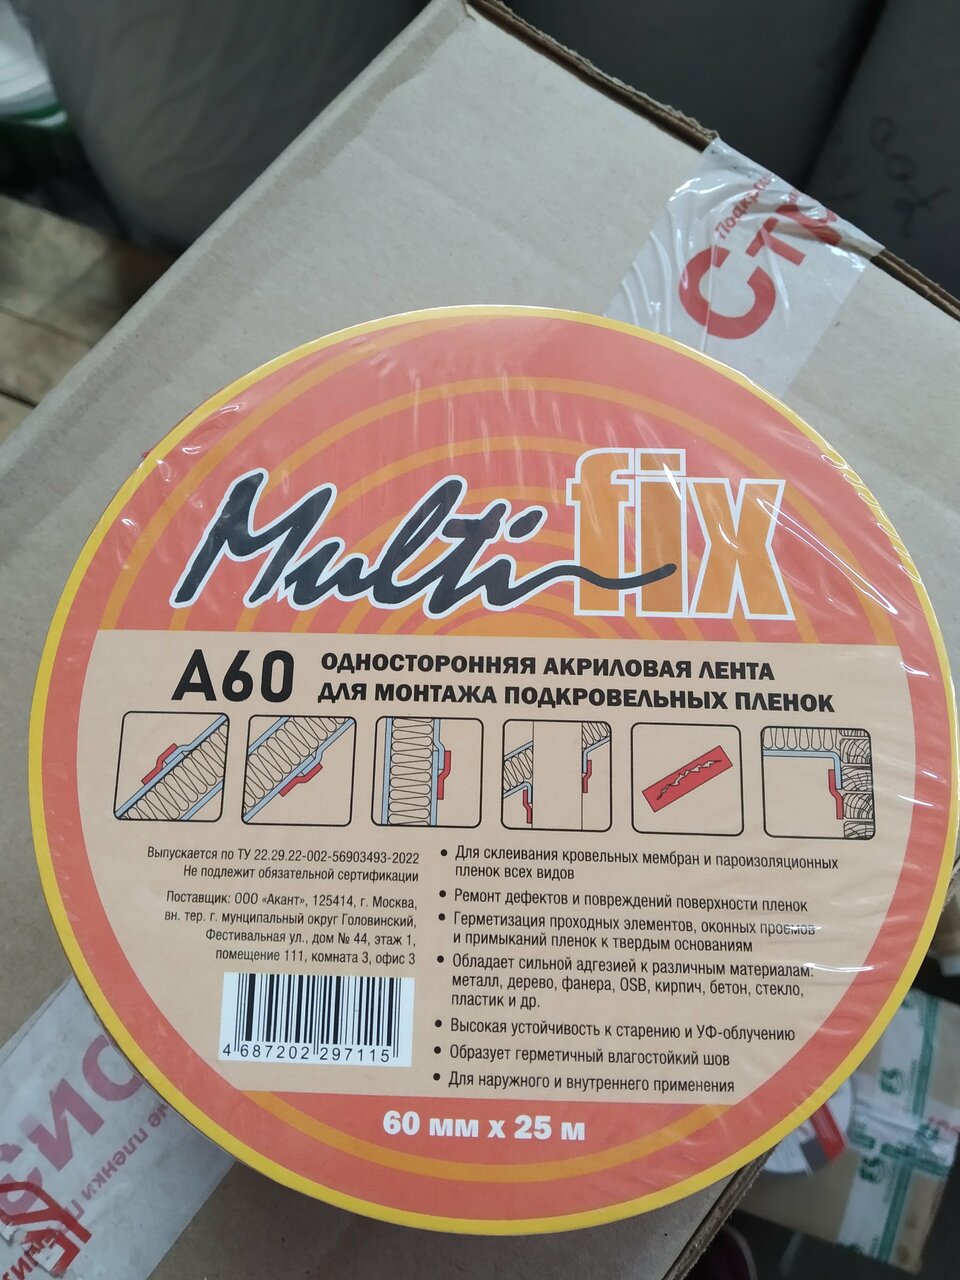 Сти
Подкро
Multi fix
А60
ОДНОСТОРОННЯЯ АКРИЛОВАЯ ЛЕНТА
ДЛЯ МОНТАЖА ПОДКРОВЕЛЬНЫХ ПЛЕНОК
Выпускается по ТУ 22.29.22-002-56903493-2022
Не подлежит обязательной сертификации
Поставщик: ООО «Акант», 125414, г. Москва,
вн. тер. г. мунципальный округ Головинский,
Фестивальная ул., дом № 44, этаж 1,
помещение 111, комната 3, офис 3
4 687202 297115
• Для склеивания кровельных мембран и пароизоляционных
пленок всех видов
• Ремонт дефектов и повреждений поверхности пленок
• Герметизация проходных элементов, оконных проемов
и примыканий пленок к твердым основаниям
• Обладает сильной адгезией к различным материалам:
металл, дерево, фанера, OSB, кирпич, бетон, стекло,
пластик и др.
• Высокая устойчивость к старению и УФ-облучению
• Образует герметичный влагостойкий шов
• Для наружного и внутреннего применения
60 мм х 25 м